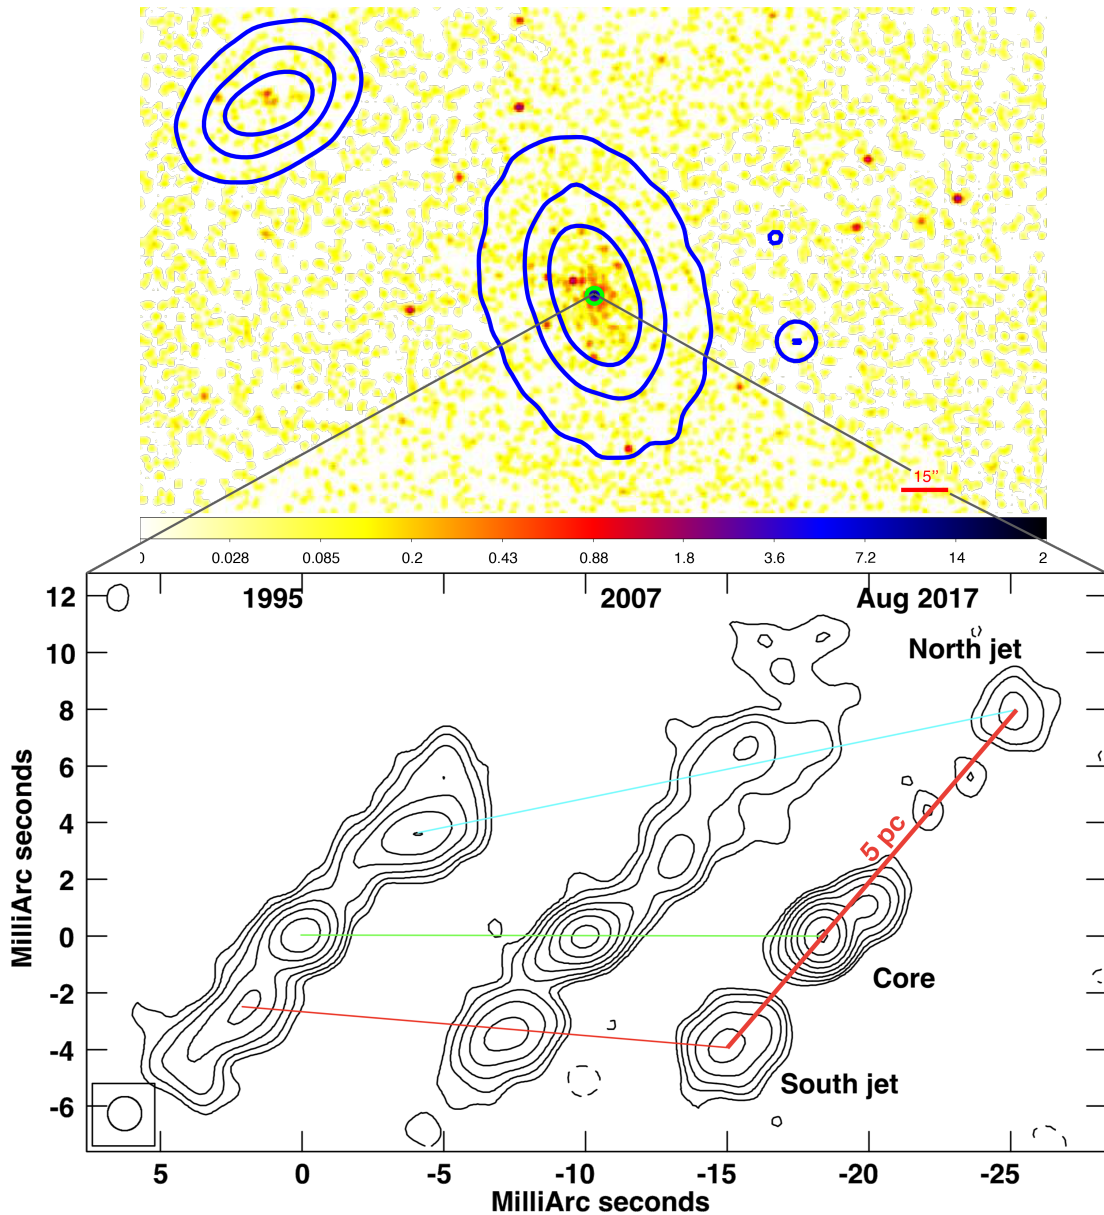 15”
0 0.028 0.085 0.2 0.43 0.88 1.8 3.6 7.2 14 2
1995 2007 Aug 2017
North jet
5 pc
Core
South jet
12
10
8
6
4
2
0
-2
-4
-6
MilliArc seconds
5 0 -5 -10 -15 -20 -25
MilliArc seconds